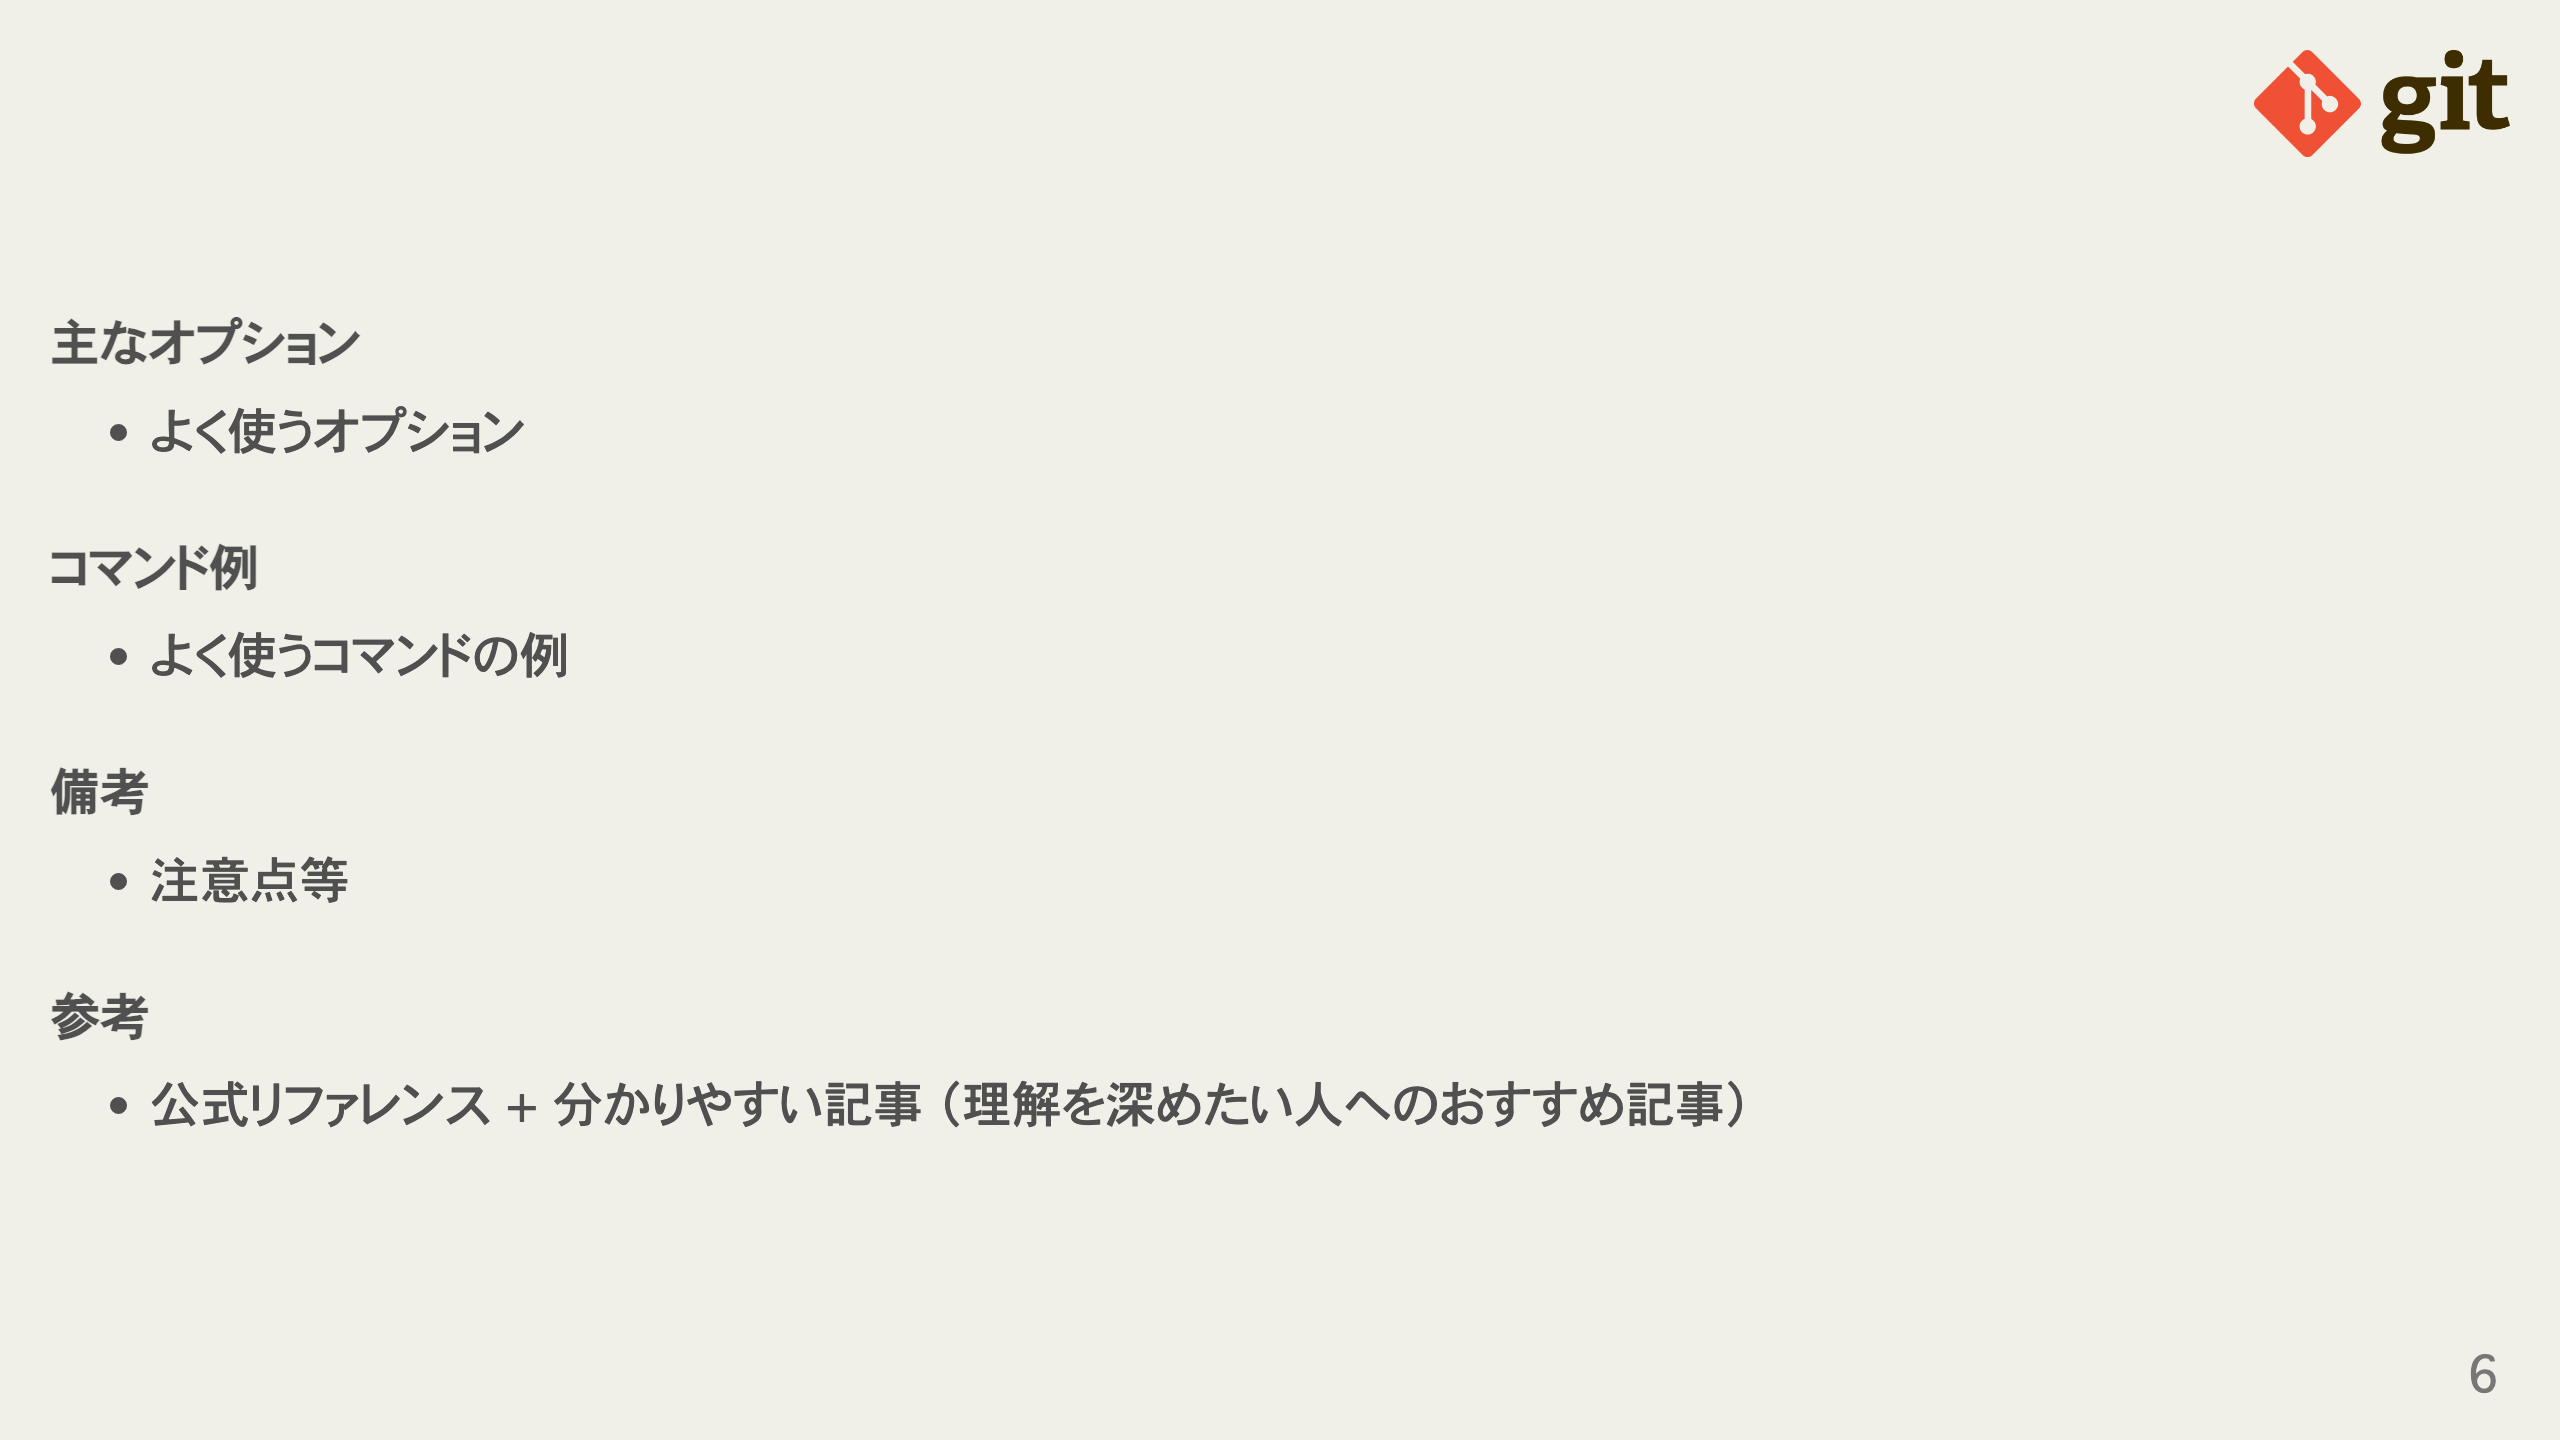 git
主なオプション
• よく使うオプション
コマンド例
• よく使うコマンドの例
備考
• 注意点等
参考
• 公式リファレンス + 分かりやすい記事（理解を深めたい人へのおすすめ記事）
6